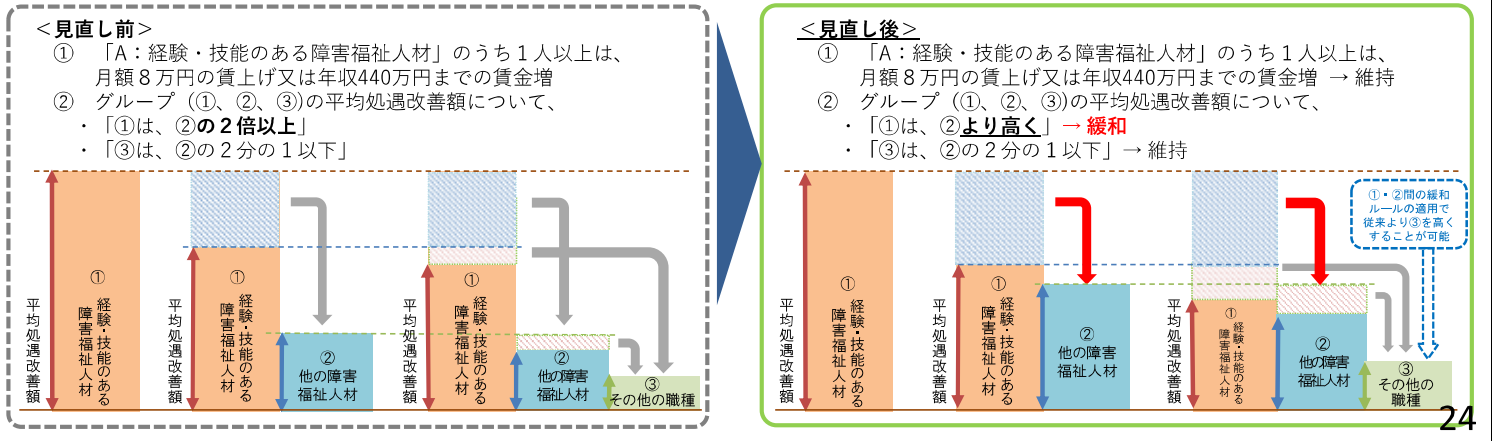 ＜見直し前＞
① 「A：経験・技能のある障害福祉人材」のうち１人以上は、
月額８万円の賃上げ又は年収440万円までの賃金増
② グループ（①、②、③)の平均処遇改善額について、
・「①は、②の２倍以上」
・「③は、②の２分の１以下」
平均処遇改善額
①
経験・技能のある
障害福祉人材
平均処遇改善額
①
経験・技能のある
障害福祉人材
②
他の障害
福祉人材
平均処遇改善額
①
経験・技能のある
障害福祉人材
②
他の障害
福祉人材
③
その他の職種
＜見直し後＞
① 「A：経験・技能のある障害福祉人材」のうち１人以上は、
月額８万円の賃上げ又は年収440万円までの賃金増 → 維持
② グループ（①、②、③)の平均処遇改善額について、
・「①は、②より高く」→ 緩和
・「③は、②の２分の１以下」→ 維持
平均処遇改善額
①
経験・技能のある
障害福祉人材
平均処遇改善額
①
経験・技能のある
障害福祉人材
②
他の障害
福祉人材
平均処遇改善額
①
経験・技能のある
障害福祉人材
②
他の障害
福祉人材
③
その他の
職種
①・②間の緩和
ルールの適用で
従来より③を高く
することが可能
24